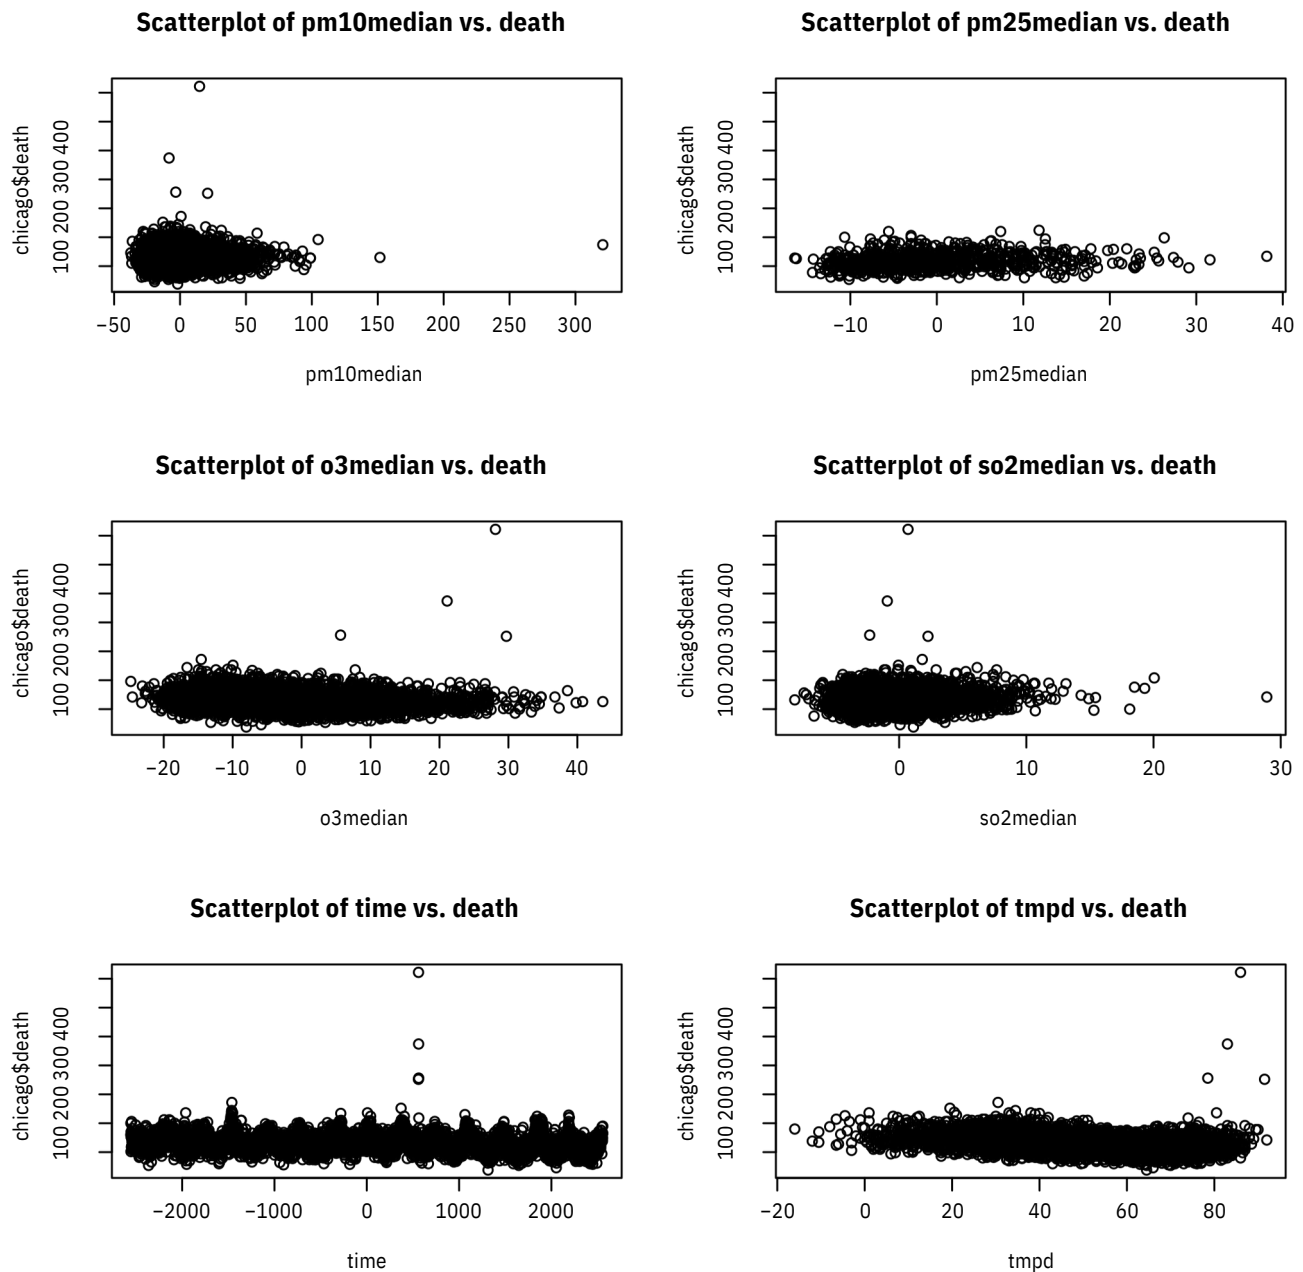 Scatterplot of pm10median vs. death
Scatterplot of pm25median vs. death
chicago$death
100 200 300 400
−50 0 50 100 150 200 250 300
pm10median
chicago$death
100 200 300 400
−10 0 10 20 30 40
pm25median
Scatterplot of o3median vs. death
Scatterplot of so2median vs. death
chicago$death
100 200 300 400
−20 −10 0 10 20 30 40
o3median
chicago$death
100 200 300 400
0 10 20 30
so2median
Scatterplot of time vs. death
Scatterplot of tmpd vs. death
chicago$death
100 200 300 400
−2000 −1000 0 1000 2000
time
chicago$death
100 200 300 400
−20 0 20 40 60 80
tmpd